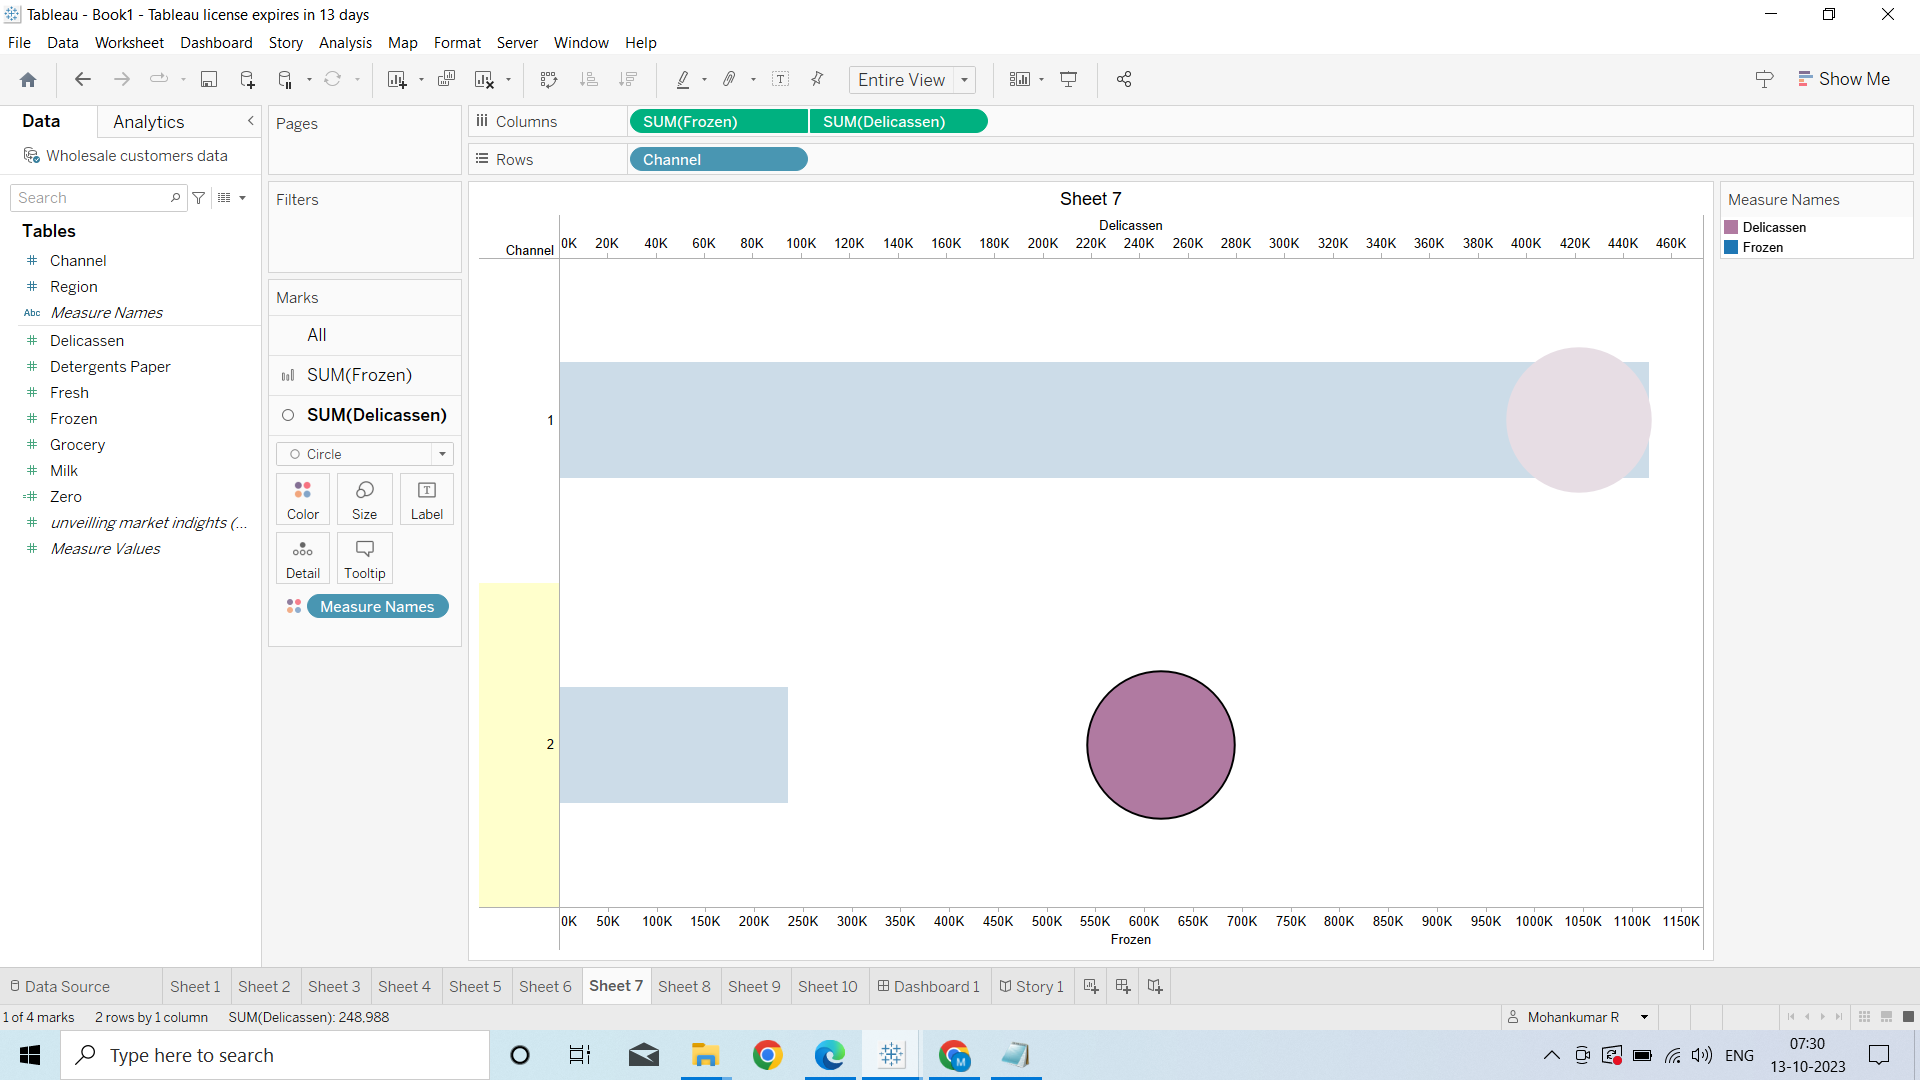 Tableau - Book1 - Tableau license expires in 13 days
File Data Worksheet Dashboard Story Analysis Map Format Server Window Help
Entire View
Show Me
Data Analytics
Wholesale customers data
Search
Tables
Channel
Region
Abc Measure Names
Delicassen
Detergents Paper
Fresh
Frozen
Grocery
Milk
Zero
unveilling market indights (...
Measure Values
Pages
Filters
Marks
All
SUM(Frozen)
SUM(Delicassen)
Circle
Color Size Label
Detail Tooltip
Measure Names
Columns SUM(Frozen) SUM(Delicassen)
Rows Channel
Sheet 7
Delicassen
Channel 0K 20K 40K 60K 80K 100K 120K 140K 160K 180K 200K 220K 240K 260K 280K 300K 320K 340K 360K 380K 400K 420K 440K 460K
1
2
0K 50K 100K 150K 200K 250K 300K 350K 400K 450K 500K 550K 600K 650K 700K 750K 800K 850K 900K 950K 1000K 1050K 1100K 1150K
Frozen
Measure Names
Delicassen
Frozen
Data Source Sheet 1 Sheet 2 Sheet 3 Sheet 4 Sheet 5 Sheet 6 Sheet 7 Sheet 8 Sheet 9 Sheet 10 Dashboard 1 Story 1
1 of 4 marks 2 rows by 1 column SUM(Delicassen): 248,988 Mohankumar R
Type here to search
M
ENG
07:30
13-10-2023